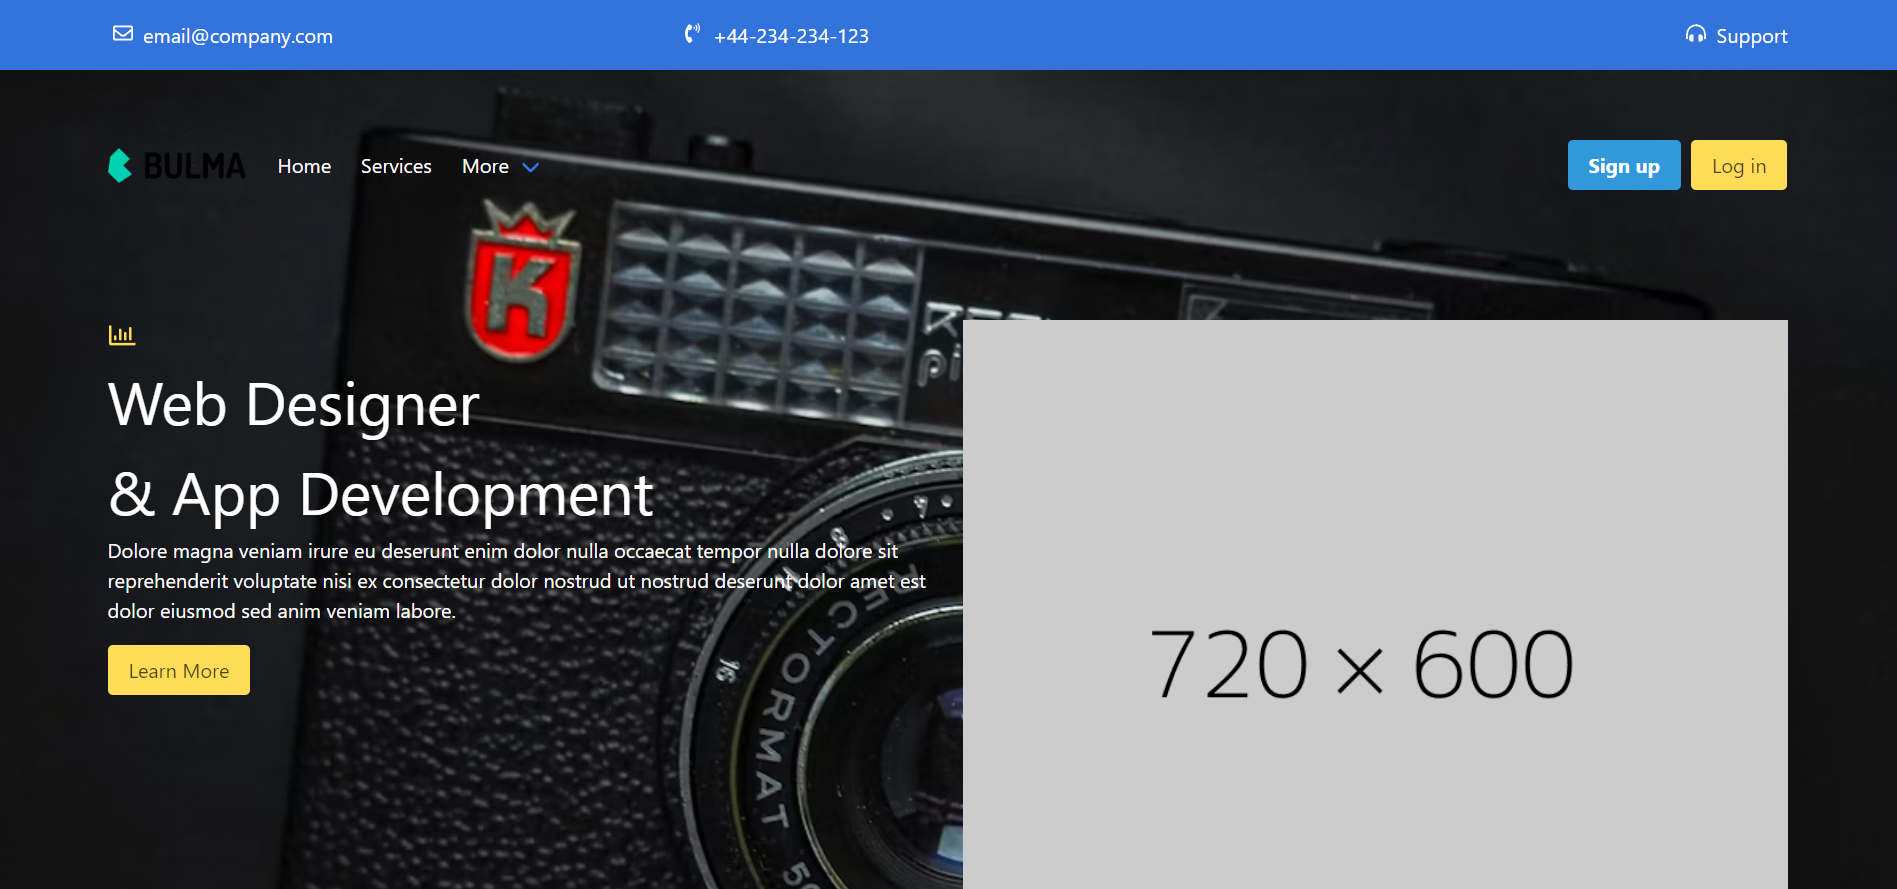 email@company.com
+44-234-234-123
Support
BULMA
Home
Services
More
Sign up
Log in
K
Web Designer
& App Development
Dolore magna veniam irure eu deserunt enim dolor nulla occaecat tempor nulla dolore sit
reprehenderit voluptate nisi ex consectetur dolor nostrud ut nostrud deserunt dolor amet est
dolor eiusmod sed anim veniam labore.
Learn More
720 × 600
16
8